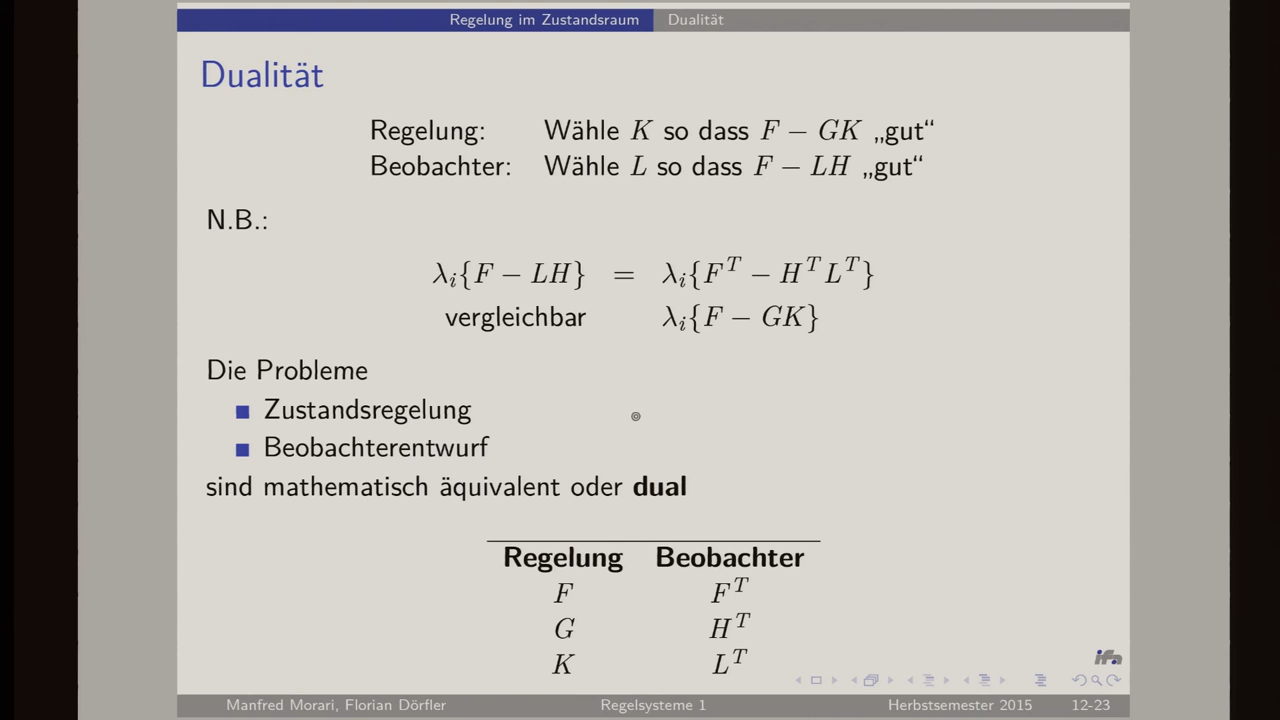 Regelung im Zustandsraum Dualität
Dualität
Regelung: Wähle K so dass F − GK „gut“
Beobachter: Wähle L so dass F − LH „gut“
N.B.:
λ_i{F − LH} = λ_i{F^T − H^T L^T}
vergleichbar λ_i{F − GK}
Die Probleme
Zustandsregelung
Beobachterentwurf
sind mathematisch äquivalent oder dual
Regelung Beobachter
F F^T
G H^T
K L^T
ifa
Manfred Morari, Florian Dörfler Regelsysteme 1 Herbstsemester 2015 12-23